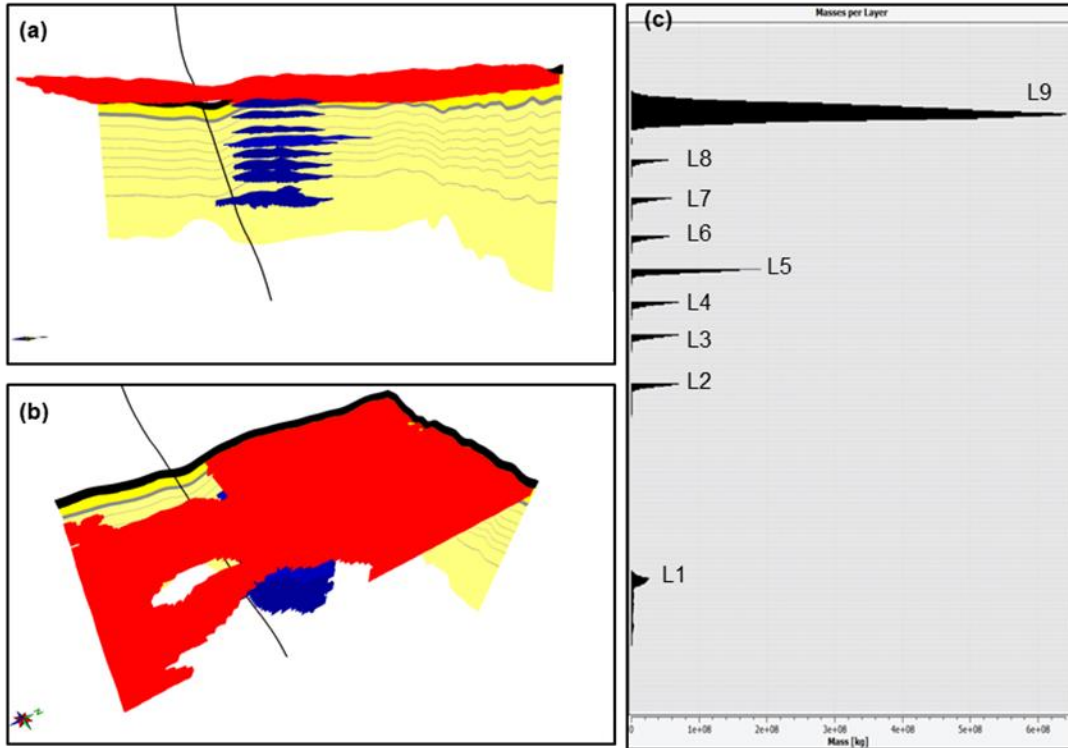 (a)
(b)
N
(c)
Masses per Layer
L9
L8
L7
L6
L5
L4
L3
L2
L1
0 1e+08 2e+08 3e+08 4e+08 5e+08 6e+08
Mass [kg]